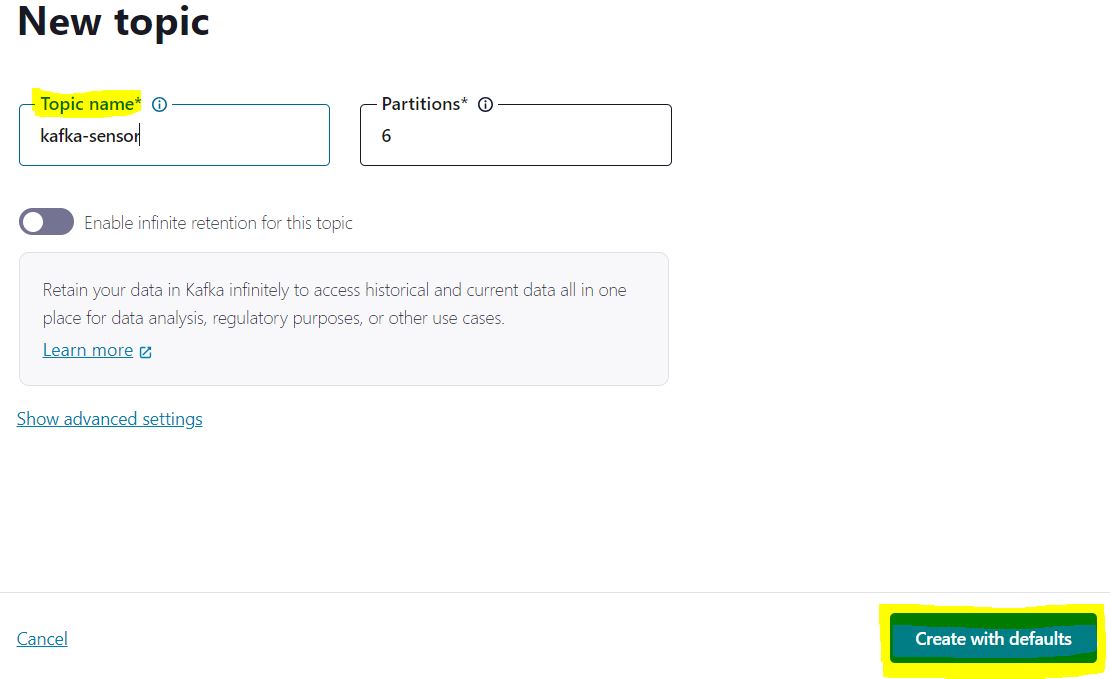 New topic
Topic name* Partitions*
kafka-sensor 6
Enable infinite retention for this topic
Retain your data in Kafka infinitely to access historical and current data all in one
place for data analysis, regulatory purposes, or other use cases.
Learn more
Show advanced settings
Cancel Create with defaults